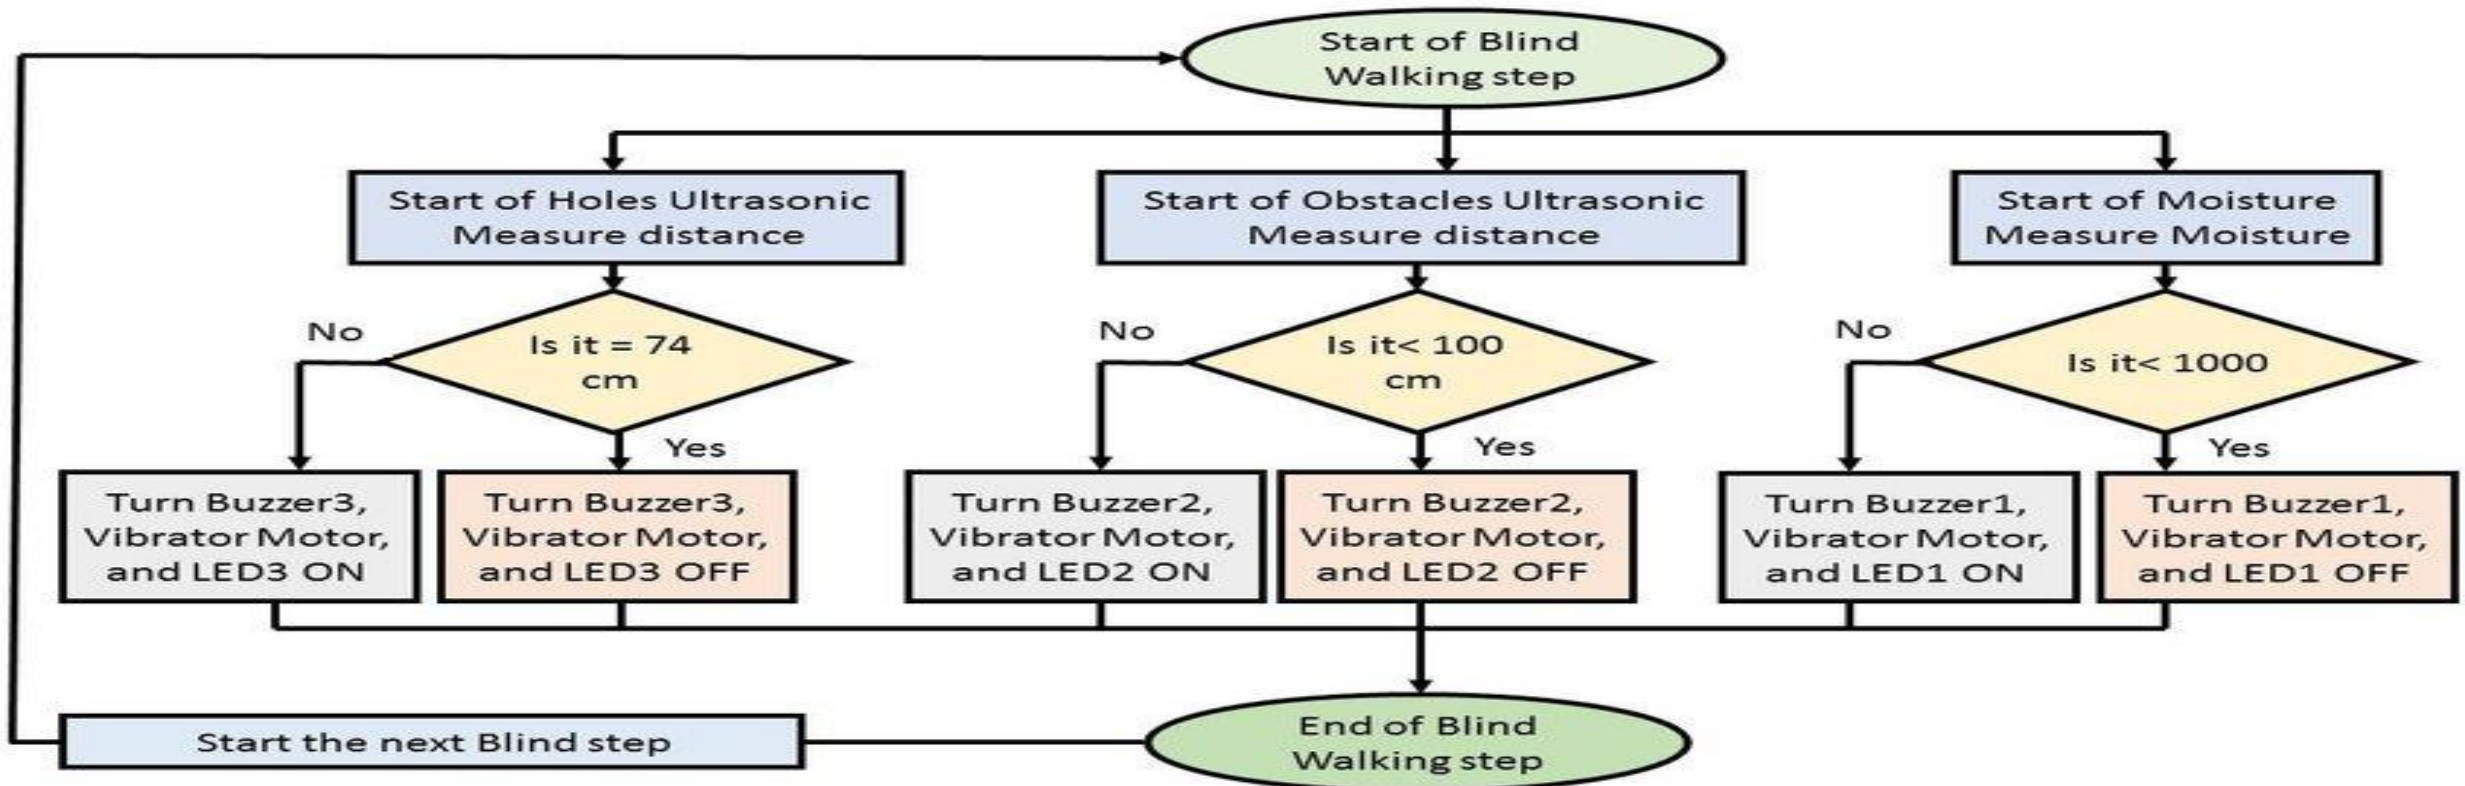 Start of Blind
Walking step
Start of Holes Ultrasonic
Measure distance
Start of Obstacles Ultrasonic
Measure distance
Start of Moisture
Measure Moisture
No
Is it = 74
cm
Yes
No
Is it< 100
cm
Yes
No
Is it< 1000
Yes
Turn Buzzer3,
Vibrator Motor,
and LED3 ON
Turn Buzzer3,
Vibrator Motor,
and LED3 OFF
Turn Buzzer2,
Vibrator Motor,
and LED2 ON
Turn Buzzer2,
Vibrator Motor,
and LED2 OFF
Turn Buzzer1,
Vibrator Motor,
and LED1 ON
Turn Buzzer1,
Vibrator Motor,
and LED1 OFF
Start the next Blind step
End of Blind
Walking step